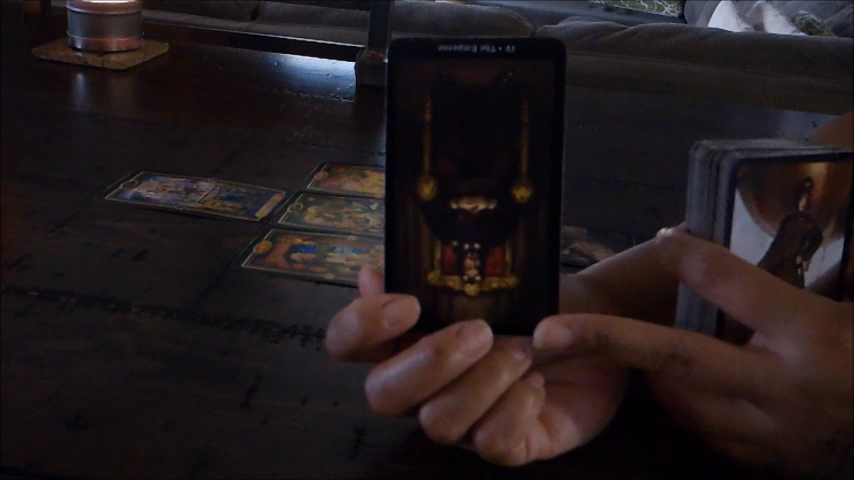 IV • The Emperor